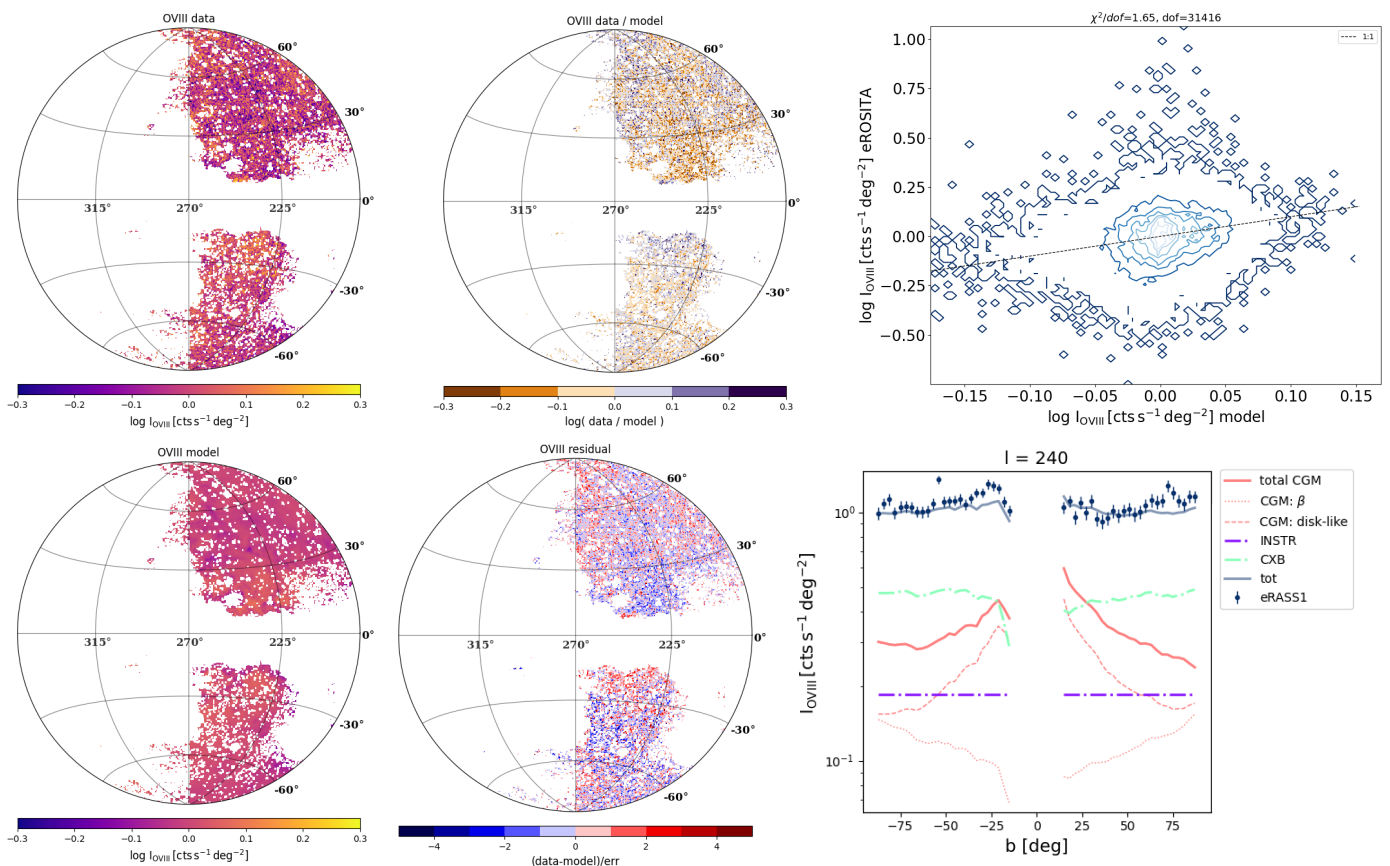 OVIII data
60°
30°
0°
315° 270 225°
-30°
-60°
−0.3 −0.2 −0.1 0.0 0.1 0.2 0.3
log I_OVIII [cts s⁻¹ deg⁻²]
OVIII data / model
60°
30°
0°
315° 270 225°
-30°
-60°
−0.3 −0.2 −0.1 0.0 0.1 0.2 0.3
log( data / model )
χ²/dof=1.65, dof=31416
1:1
1.00
0.75
0.50
0.25
0.00
−0.25
−0.50
log I_OVIII [cts s⁻¹ deg⁻²] eROSITA
−0.15 −0.10 −0.05 0.00 0.05 0.10 0.15
log I_OVIII [cts s⁻¹ deg⁻²] model
OVIII model
60°
30°
0°
315° 270 225°
-30°
-60°
−0.3 −0.2 −0.1 0.0 0.1 0.2 0.3
log I_OVIII [cts s⁻¹ deg⁻²]
OVIII residual
60°
30°
0°
315° 270 225°
-30°
-60°
−4 −2 0 2 4
(data-model)/err
l = 240
10⁰
10⁻¹
I_OVIII [cts s⁻¹ deg⁻²]
−75 −50 −25 0 25 50 75
b [deg]
total CGM
CGM: β
CGM: disk-like
INSTR
CXB
tot
eRASS1